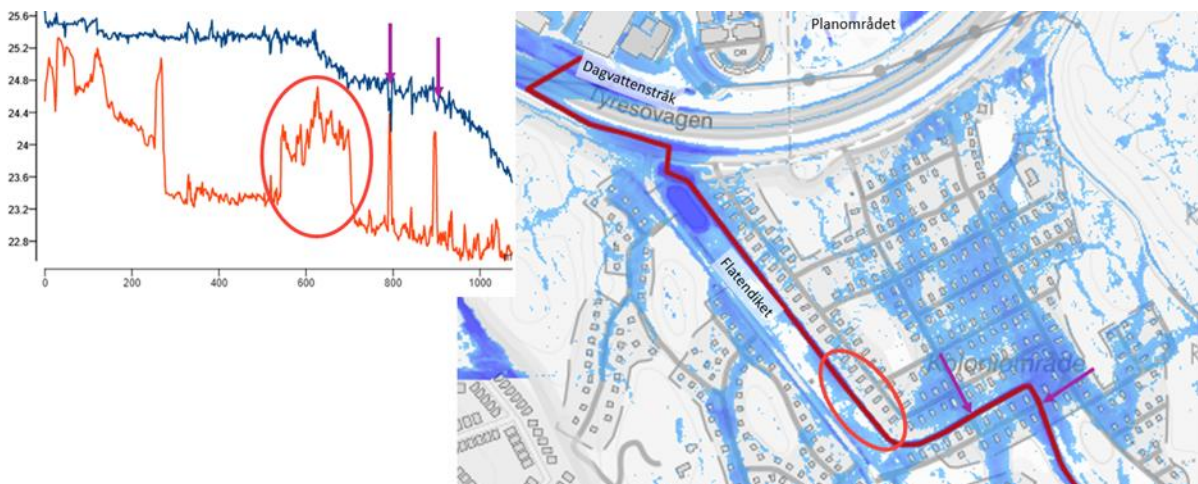 25.6
25.2
24.8
24.4
24
23.6
23.2
22.8
0
200
400
600
800
1000
Planområdet
Dagvattenstråk
Tyresövägen
Flatendiket
Koloniområde